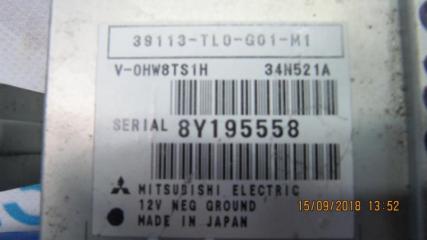 39113-TL0-G01-M1
V-0HW8TS1H 34N521A
SERIAL 8Y195558
MITSUBISHI ELECTRIC
12V NEG GROUND
MADE IN JAPAN
15/09/2018 13:52